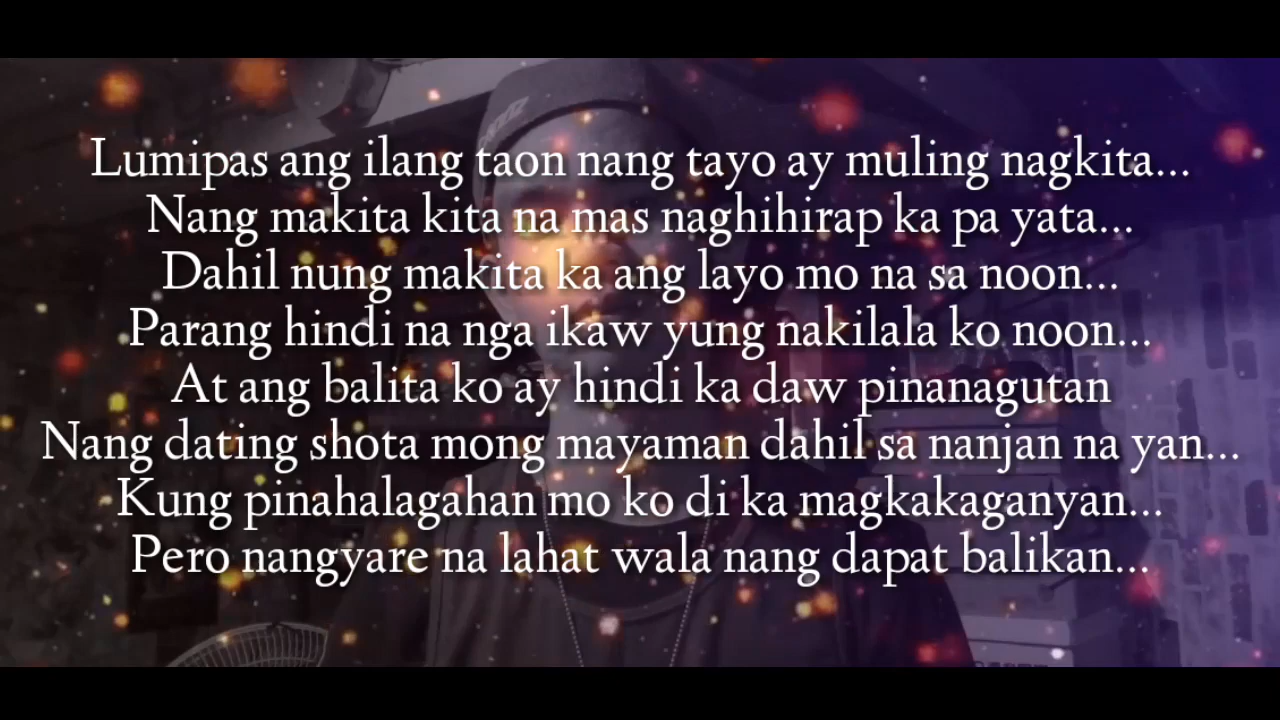 Lumipas ang ilang taon nang tayo ay muling nagkita...
Nang makita kita na mas naghihirap ka pa yata...
Dahil nung makita ka ang layo mo na sa noon...
Parang hindi na nga ikaw yung nakilala ko noon...
At ang balita ko ay hindi ka daw pinanagutan
Nang dating shota mong mayaman dahil sa nanjan na yan...
Kung pinahalagahan mo ko di ka magkakaganyan...
Pero nangyare na lahat wala nang dapat balikan...